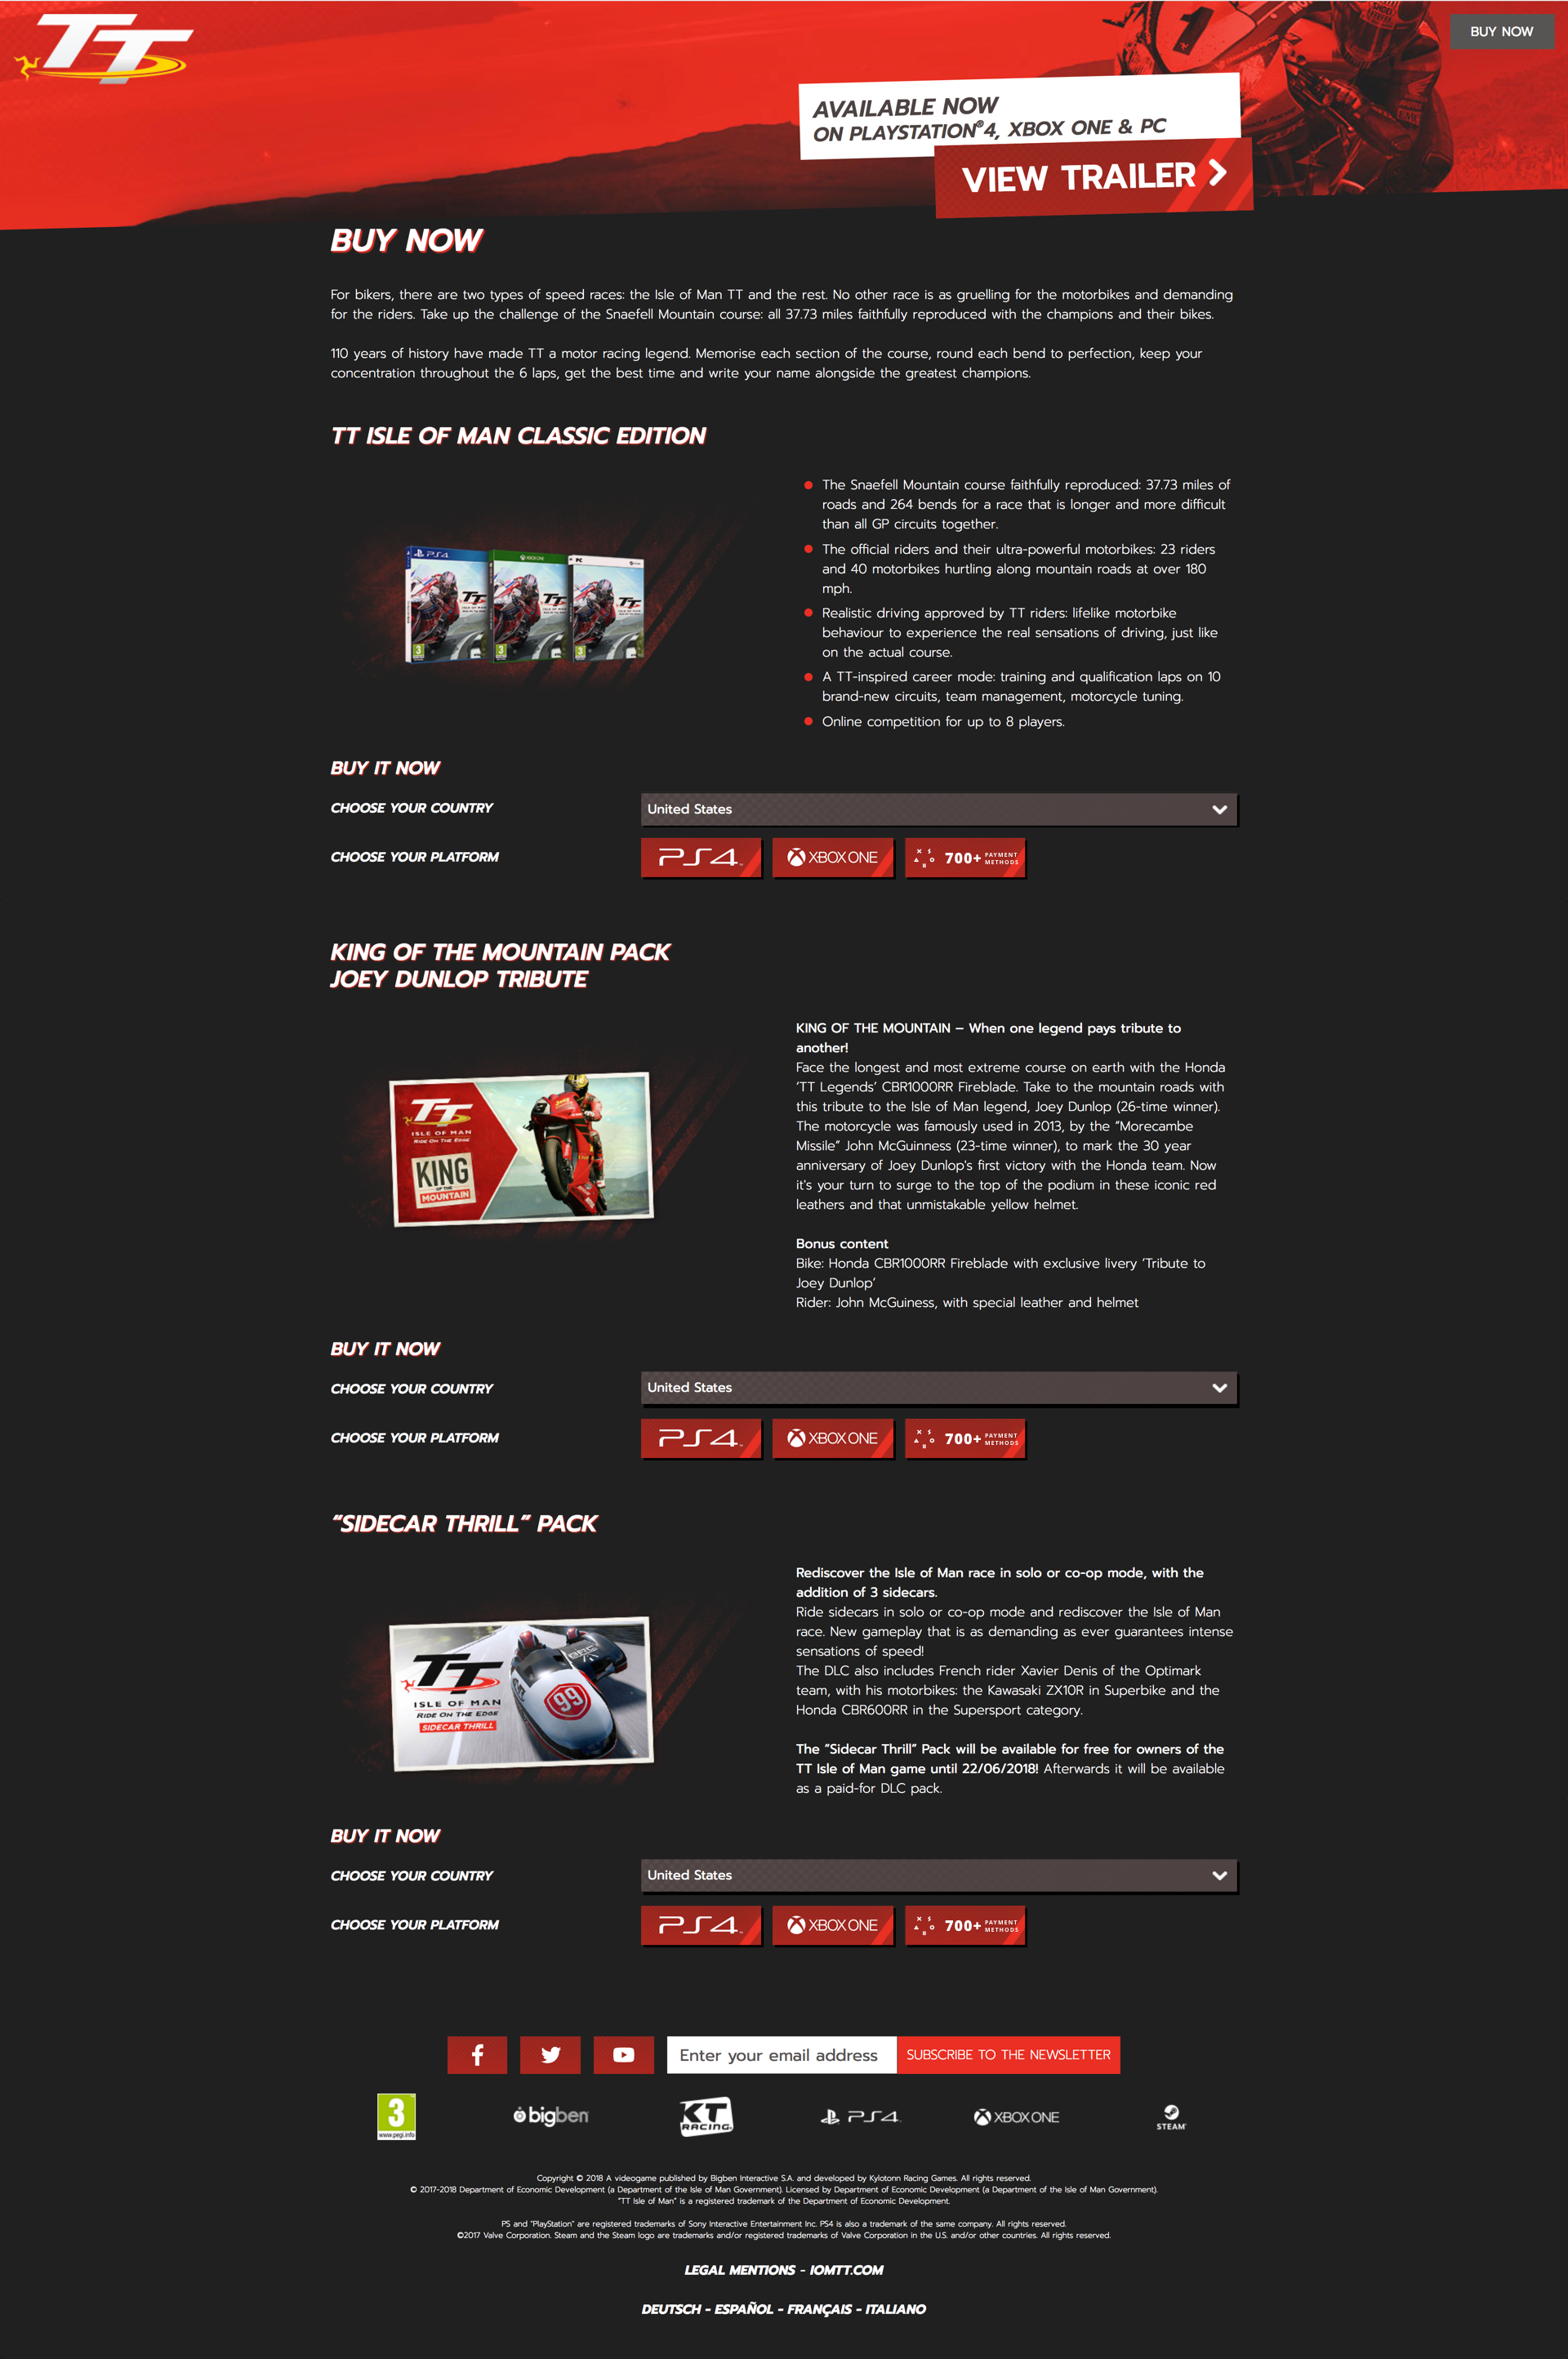 TT
BUY NOW
AVAILABLE NOW
ON PLAYSTATION®4, XBOX ONE & PC
VIEW TRAILER
BUY NOW
For bikers, there are two types of speed races: the Isle of Man TT and the rest. No other race is as gruelling for the motorbikes and demanding
for the riders. Take up the challenge of the Snaefell Mountain course: all 37.73 miles faithfully reproduced with the champions and their bikes.
110 years of history have made TT a motor racing legend. Memorise each section of the course, round each bend to perfection, keep your
concentration throughout the 6 laps, get the best time and write your name alongside the greatest champions.
TT ISLE OF MAN CLASSIC EDITION
The Snaefell Mountain course faithfully reproduced: 37.73 miles of
roads and 264 bends for a race that is longer and more difficult
than all GP circuits together.
The official riders and their ultra-powerful motorbikes: 23 riders
and 40 motorbikes hurtling along mountain roads at over 180
mph.
Realistic driving approved by TT riders: lifelike motorbike
behaviour to experience the real sensations of driving, just like
on the actual course.
A TT-inspired career mode: training and qualification laps on 10
brand-new circuits, team management, motorcycle tuning.
Online competition for up to 8 players.
BUY IT NOW
CHOOSE YOUR COUNTRY
United States
CHOOSE YOUR PLATFORM
PS4
XBOX ONE
700+ PAYMENT METHODS
KING OF THE MOUNTAIN PACK
JOEY DUNLOP TRIBUTE
TT
ISLE OF MAN
RIDE ON THE EDGE
KING
OF THE
MOUNTAIN
KING OF THE MOUNTAIN – When one legend pays tribute to
another!
Face the longest and most extreme course on earth with the Honda
‘TT Legends’ CBR1000RR Fireblade. Take to the mountain roads with
this tribute to the Isle of Man legend, Joey Dunlop (26-time winner).
The motorcycle was famously used in 2013, by the “Morecambe
Missile” John McGuinness (23-time winner), to mark the 30 year
anniversary of Joey Dunlop's first victory with the Honda team. Now
it's your turn to surge to the top of the podium in these iconic red
leathers and that unmistakable yellow helmet.
Bonus content
Bike: Honda CBR1000RR Fireblade with exclusive livery ‘Tribute to
Joey Dunlop’
Rider: John McGuiness, with special leather and helmet
BUY IT NOW
CHOOSE YOUR COUNTRY
United States
CHOOSE YOUR PLATFORM
PS4
XBOX ONE
700+ PAYMENT METHODS
“SIDECAR THRILL” PACK
TT
ISLE OF MAN
RIDE ON THE EDGE
SIDECAR THRILL
99
Rediscover the Isle of Man race in solo or co-op mode, with the
addition of 3 sidecars.
Ride sidecars in solo or co-op mode and rediscover the Isle of Man
race. New gameplay that is as demanding as ever guarantees intense
sensations of speed!
The DLC also includes French rider Xavier Denis of the Optimark
team, with his motorbikes: the Kawasaki ZX10R in Superbike and the
Honda CBR600RR in the Supersport category.
The “Sidecar Thrill” Pack will be available for free for owners of the
TT Isle of Man game until 22/06/2018! Afterwards it will be available
as a paid-for DLC pack.
BUY IT NOW
CHOOSE YOUR COUNTRY
United States
CHOOSE YOUR PLATFORM
PS4
XBOX ONE
700+ PAYMENT METHODS
Enter your email address
SUBSCRIBE TO THE NEWSLETTER
3
www.pegi.info
bigben
KT RACING
PS4
XBOX ONE
STEAM
Copyright © 2018 A videogame published by Bigben Interactive S.A. and developed by Kylotonn Racing Games. All rights reserved.
© 2017-2018 Department of Economic Development (a Department of the Isle of Man Government). Licensed by Department of Economic Development (a Department of the Isle of Man Government).
“TT Isle of Man” is a registered trademark of the Department of Economic Development.
PS and “PlayStation” are registered trademarks of Sony Interactive Entertainment Inc. PS4 is also a trademark of the same company. All rights reserved.
©2017 Valve Corporation. Steam and the Steam logo are trademarks and/or registered trademarks of Valve Corporation in the U.S. and/or other countries. All rights reserved.
LEGAL MENTIONS - IOMTT.COM
DEUTSCH - ESPAÑOL - FRANÇAIS - ITALIANO